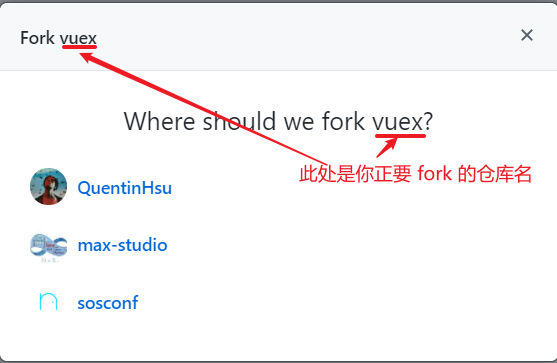 Fork vuex
Where should we fork vuex?
此处是你正要 fork 的仓库名
QuentinHsu
max-studio
sosconf